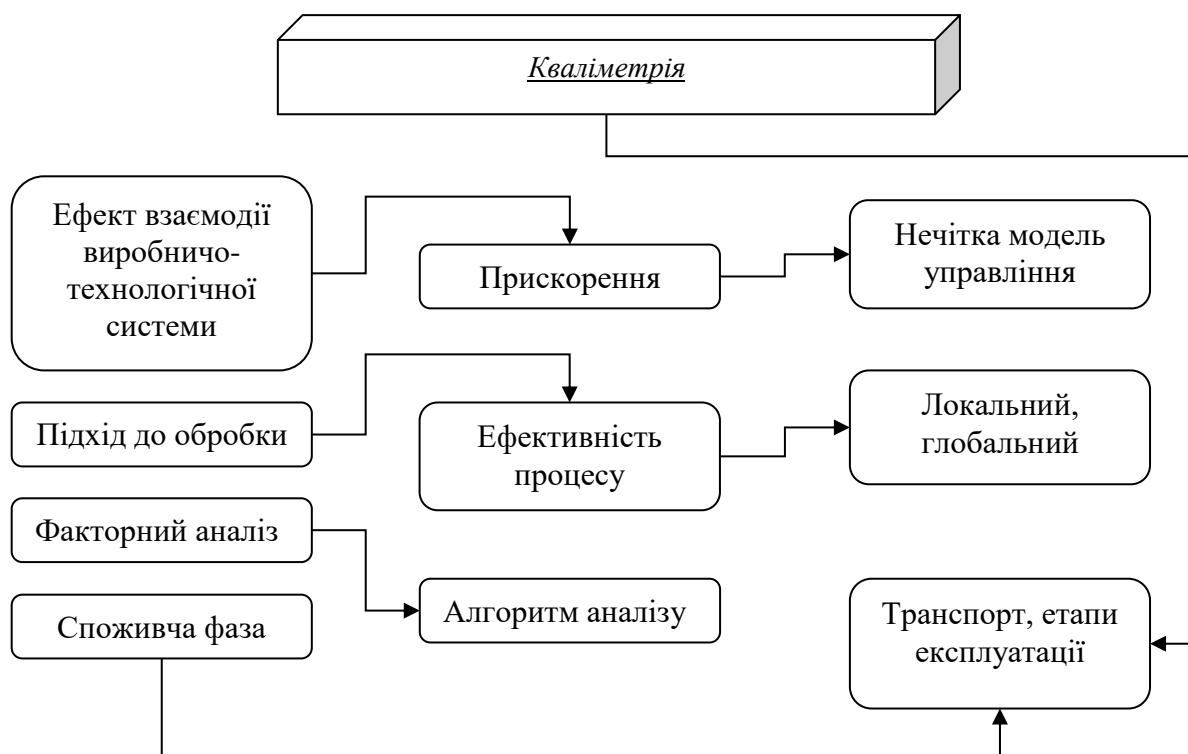 Кваліметрія
Ефект взаємодії
виробничо-
технологічної
системи
Прискорення
Нечітка модель
управління
Підхід до обробки
Ефективність
процесу
Локальний,
глобальний
Факторний аналіз
Алгоритм аналізу
Споживча фаза
Транспорт, етапи
експлуатації